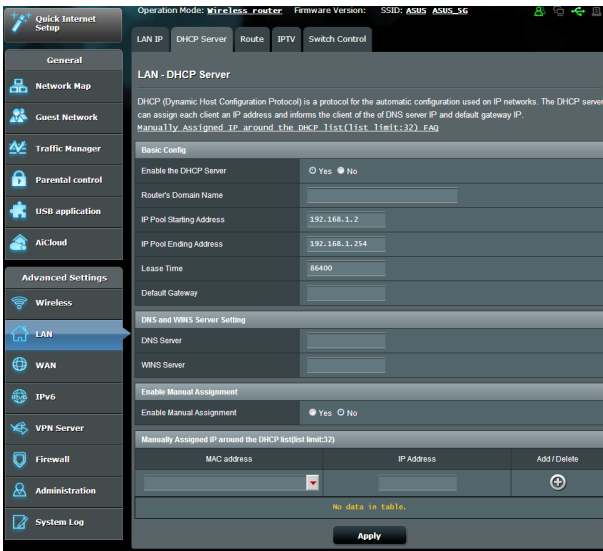 Operation Mode: Wireless router Firmware Version: SSID: ASUS ASUS_5G
Quick Internet
Setup
LAN IP DHCP Server Route IPTV Switch Control
General
Network Map
Guest Network
Traffic Manager
Parental control
USB application
AiCloud
Advanced Settings
Wireless
LAN
WAN
IPv6
VPN Server
Firewall
Administration
System Log
LAN - DHCP Server
DHCP (Dynamic Host Configuration Protocol) is a protocol for the automatic configuration used on IP networks. The DHCP server
can assign each client an IP address and informs the client of the of DNS server IP and default gateway IP.
Manually Assigned IP around the DHCP list(list limit:32) FAQ
Basic Config
Enable the DHCP Server Yes No
Router's Domain Name
IP Pool Starting Address 192.168.1.2
IP Pool Ending Address 192.168.1.254
Lease Time 86400
Default Gateway
DNS and WINS Server Setting
DNS Server
WINS Server
Enable Manual Assignment
Enable Manual Assignment Yes No
Manually Assigned IP around the DHCP list(list limit:32)
MAC address IP Address Add / Delete
No data in table.
Apply